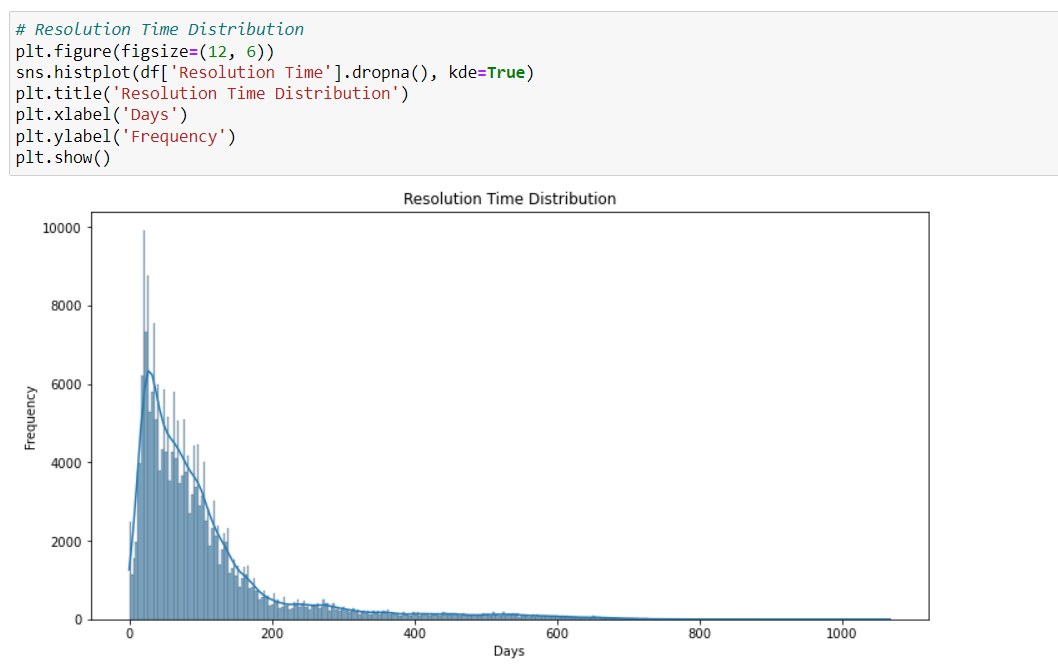 # Resolution Time Distribution
plt.figure(figsize=(12, 6))
sns.histplot(df['Resolution Time'].dropna(), kde=True)
plt.title('Resolution Time Distribution')
plt.xlabel('Days')
plt.ylabel('Frequency')
plt.show()
Resolution Time Distribution
10000
8000
6000
4000
2000
0
Frequency
0 200 400 600 800 1000
Days